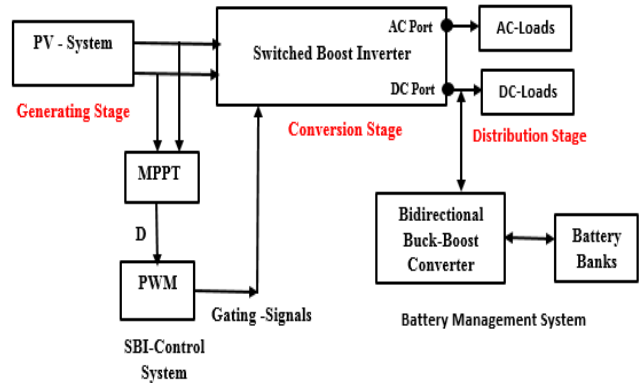 PV - System
Switched Boost Inverter
AC Port
DC Port
AC-Loads
DC-Loads
Generating Stage
Conversion Stage
Distribution Stage
MPPT
D
PWM
Gating -Signals
SBI-Control
System
Bidirectional
Buck-Boost
Converter
Battery
Banks
Battery Management System